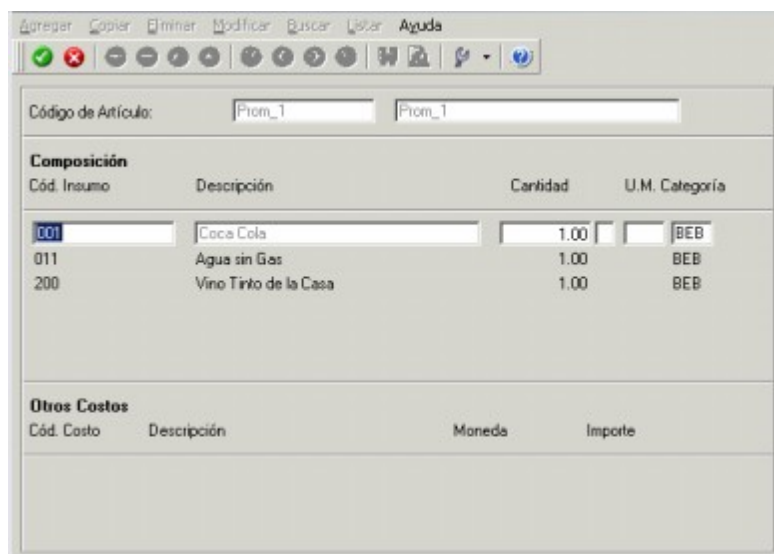 Agregar Copiar Eliminar Modificar Buscar Listar Ayuda
Código de Artículo: Prom_1 Prom_1
Composición
Cód. Insumo Descripción Cantidad U.M. Categoría
001 Coca Cola 1.00 BEB
011 Agua sin Gas 1.00 BEB
200 Vino Tinto de la Casa 1.00 BEB
Otros Costos
Cód. Costo Descripción Moneda Importe